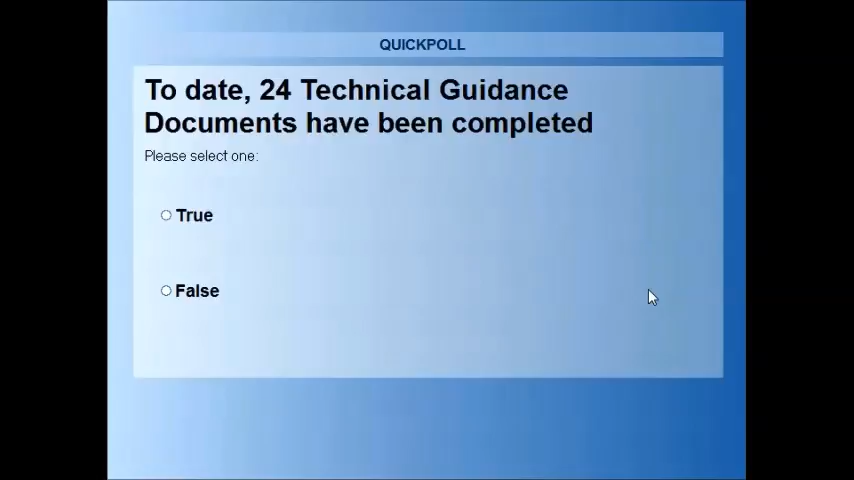 QUICKPOLL
To date, 24 Technical Guidance
Documents have been completed
Please select one:
True
False